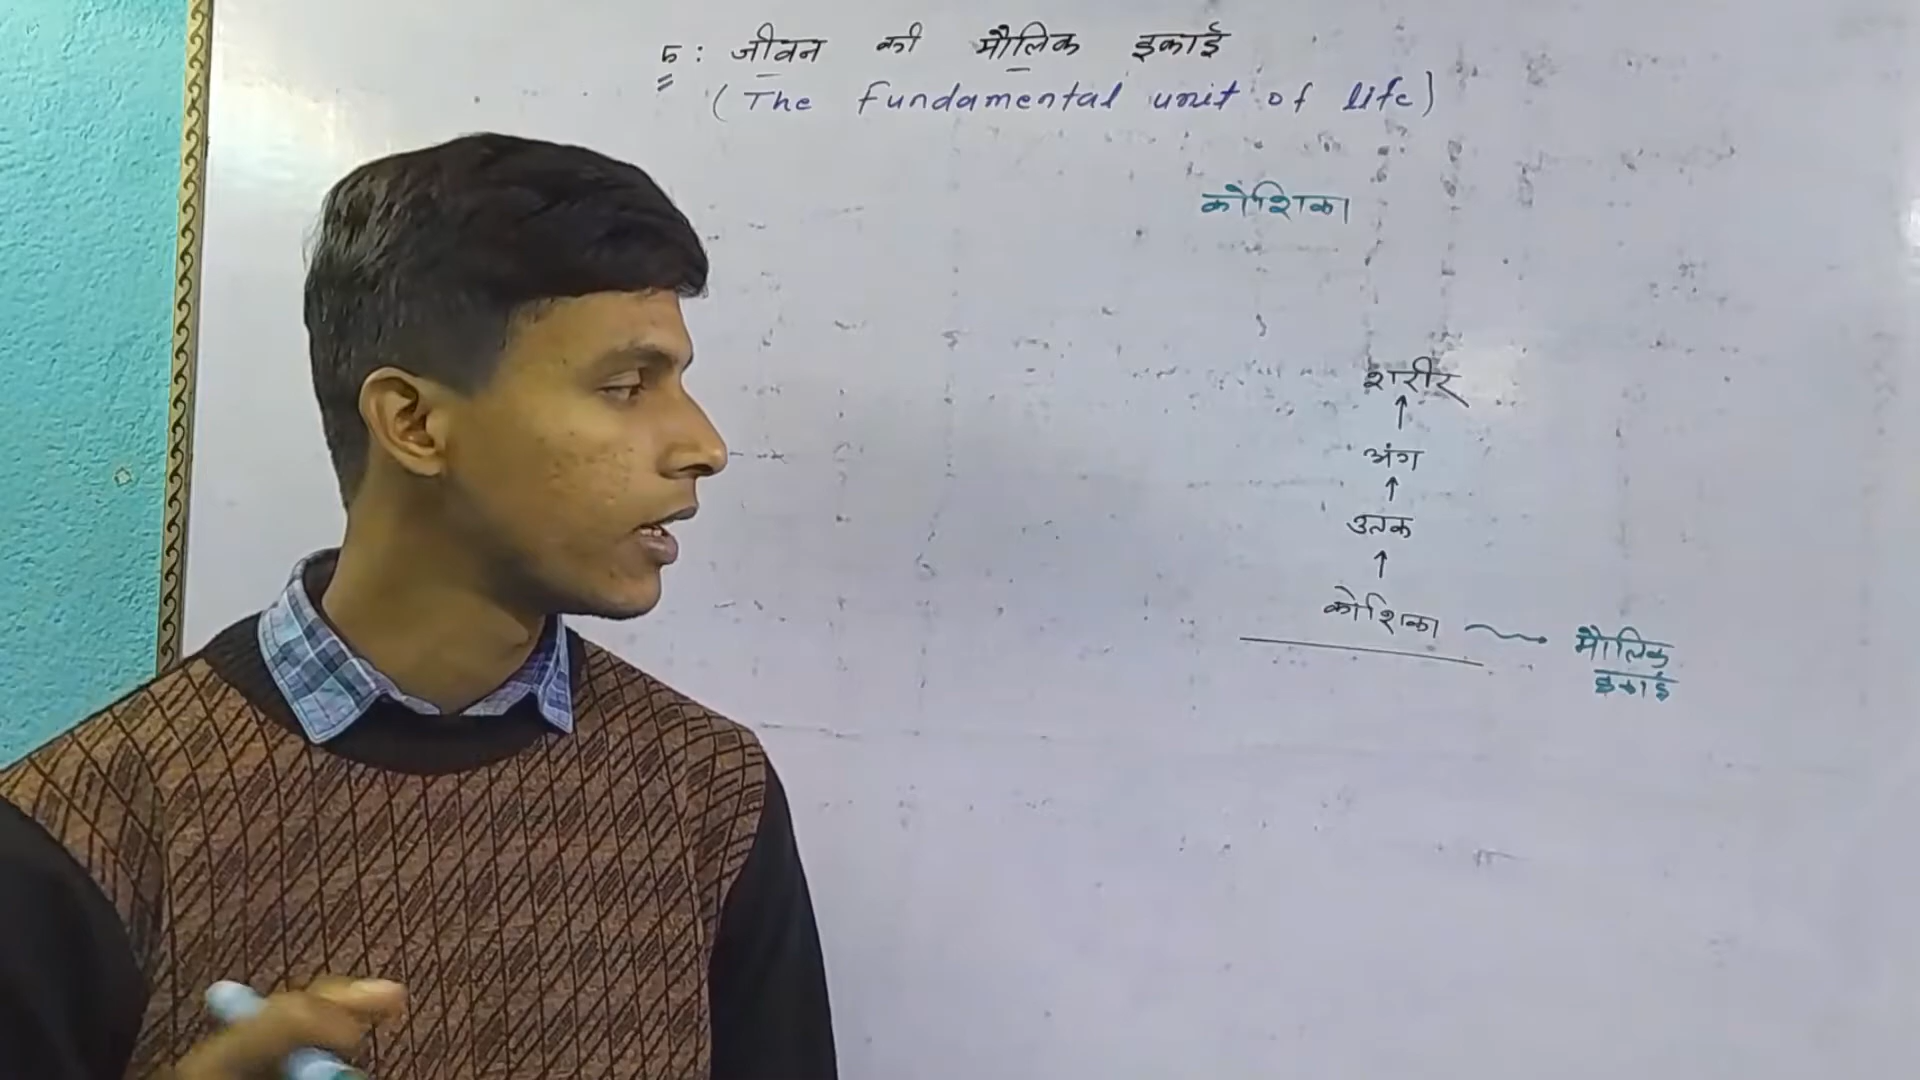 5: जीवन की मौलिक इकाई
(The fundamental unit of life)
कोशिका
शरीर
↑
अंग
↑
उतक
↑
कोशिका
मौलिक
इकाई